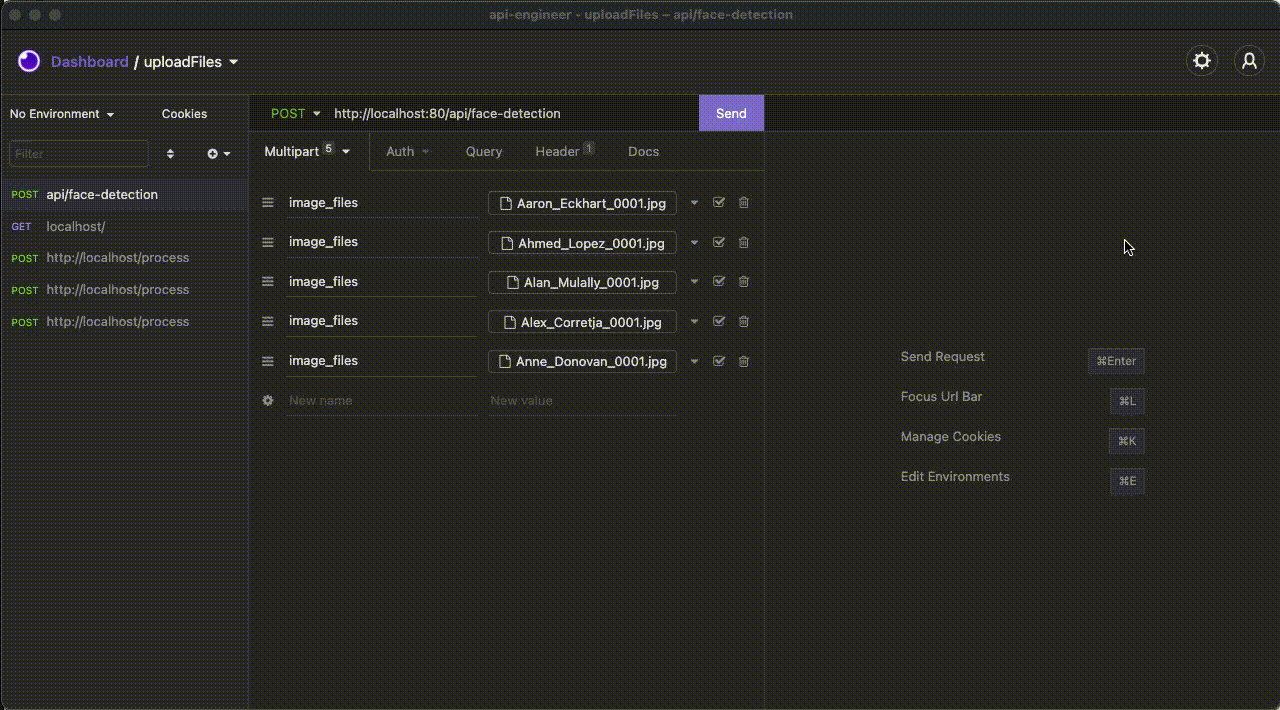 api-engineer - uploadFiles – api/face-detection
Dashboard / uploadFiles
No Environment Cookies
POST http://localhost:80/api/face-detection Send
Filter
Multipart 5 Auth Query Header 1 Docs
POST api/face-detection
GET localhost/
POST http://localhost/process
POST http://localhost/process
POST http://localhost/process
image_files Aaron_Eckhart_0001.jpg
image_files Ahmed_Lopez_0001.jpg
image_files Alan_Mulally_0001.jpg
image_files Alex_Corretja_0001.jpg
image_files Anne_Donovan_0001.jpg
New name New value
Send Request ⌘Enter
Focus Url Bar ⌘L
Manage Cookies ⌘K
Edit Environments ⌘E